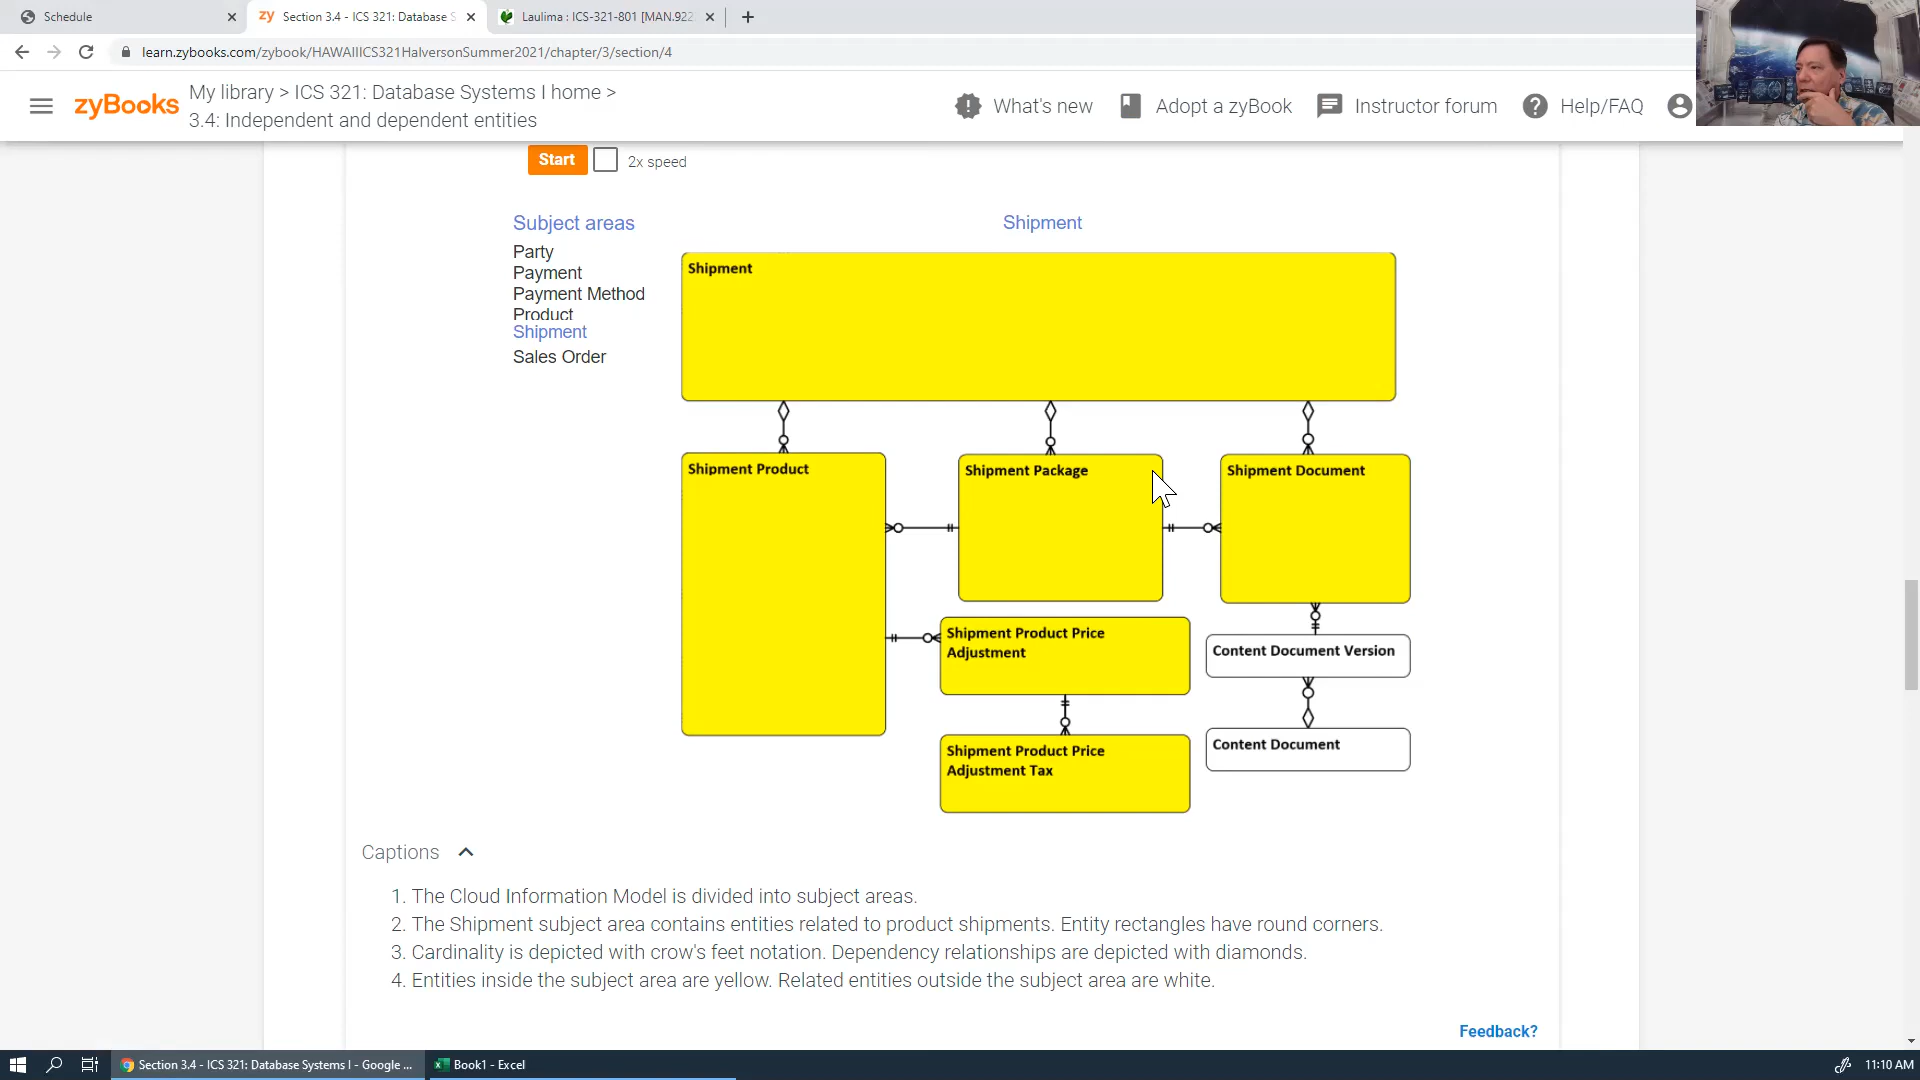 Schedule
zy Section 3.4 - ICS 321: Database S
Laulima : ICS-321-801 [MAN.922
learn.zybooks.com/zybook/HAWAIIICS321HalversonSummer2021/chapter/3/section/4
zyBooks
My library > ICS 321: Database Systems I home >
3.4: Independent and dependent entities
What's new
Adopt a zyBook
Instructor forum
Help/FAQ
Start
2x speed
Subject areas
Party
Payment
Payment Method
Product
Shipment
Sales Order
Shipment
Shipment
Shipment Product
Shipment Package
Shipment Document
Shipment Product Price
Adjustment
Content Document Version
Shipment Product Price
Adjustment Tax
Content Document
Captions
1. The Cloud Information Model is divided into subject areas.
2. The Shipment subject area contains entities related to product shipments. Entity rectangles have round corners.
3. Cardinality is depicted with crow's feet notation. Dependency relationships are depicted with diamonds.
4. Entities inside the subject area are yellow. Related entities outside the subject area are white.
Feedback?
Section 3.4 - ICS 321: Database Systems I - Google ...
Book1 - Excel
11:10 AM